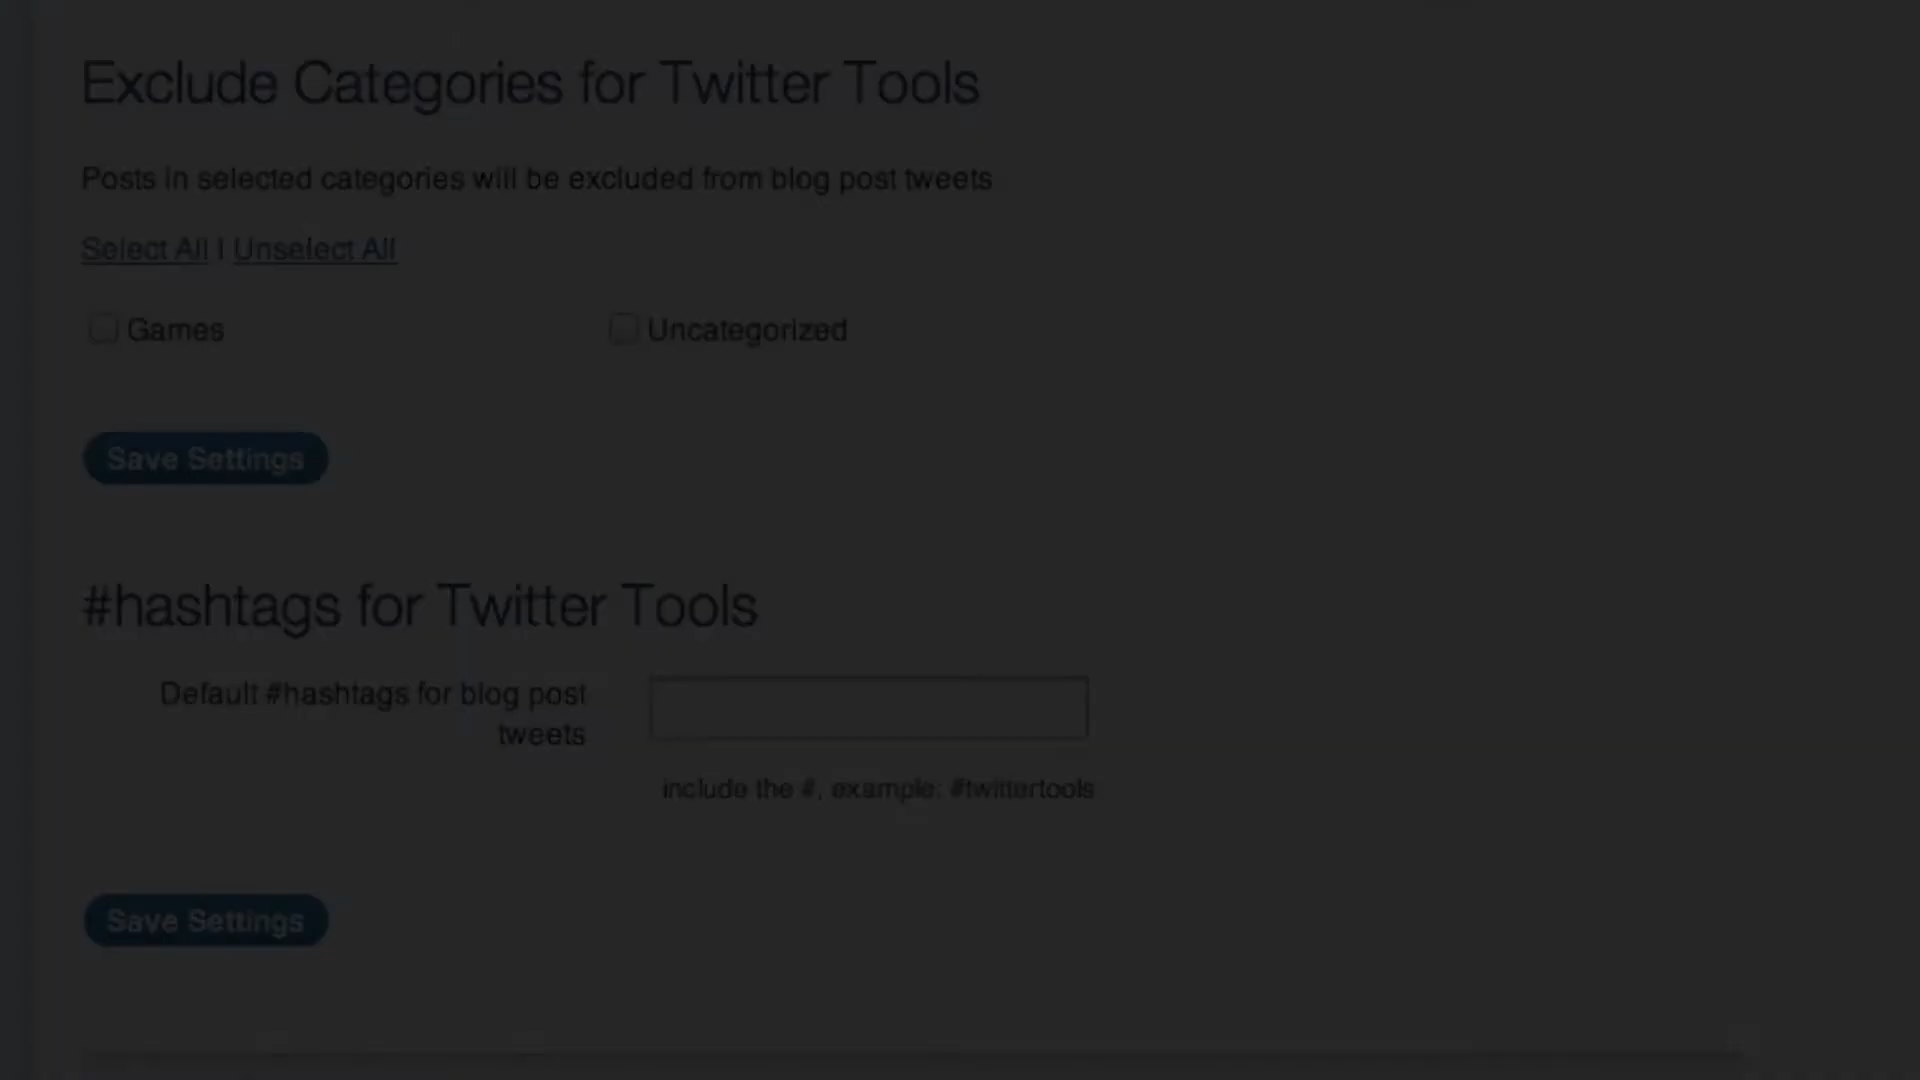 Exclude Categories for Twitter Tools
Posts in selected categories will be excluded from blog post tweets
Select All | Unselect All
Games Uncategorized
Save Settings
#hashtags for Twitter Tools
Default #hashtags for blog post
tweets
include the #, example: #twittertools
Save Settings